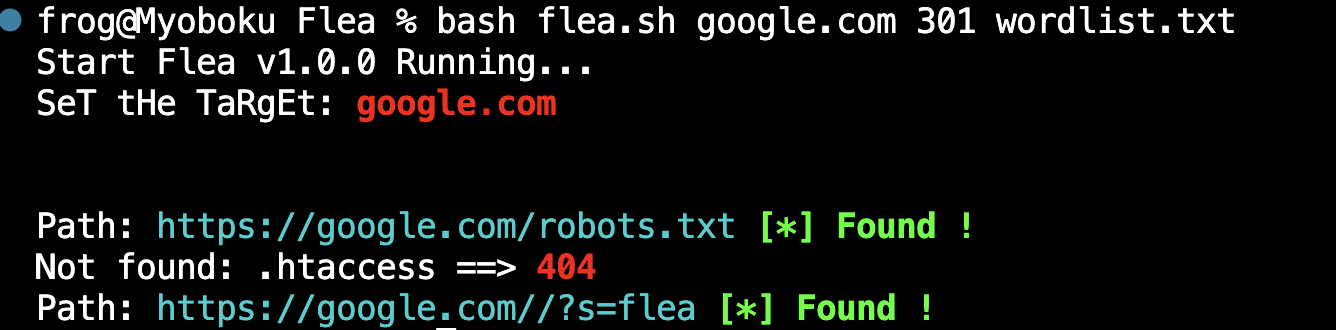 frog@Myoboku Flea % bash flea.sh google.com 301 wordlist.txt
Start Flea v1.0.0 Running...
SeT tHe TaRgEt: google.com
Path: https://google.com/robots.txt [*] Found !
Not found: .htaccess ==> 404
Path: https://google.com//?s=flea [*] Found !